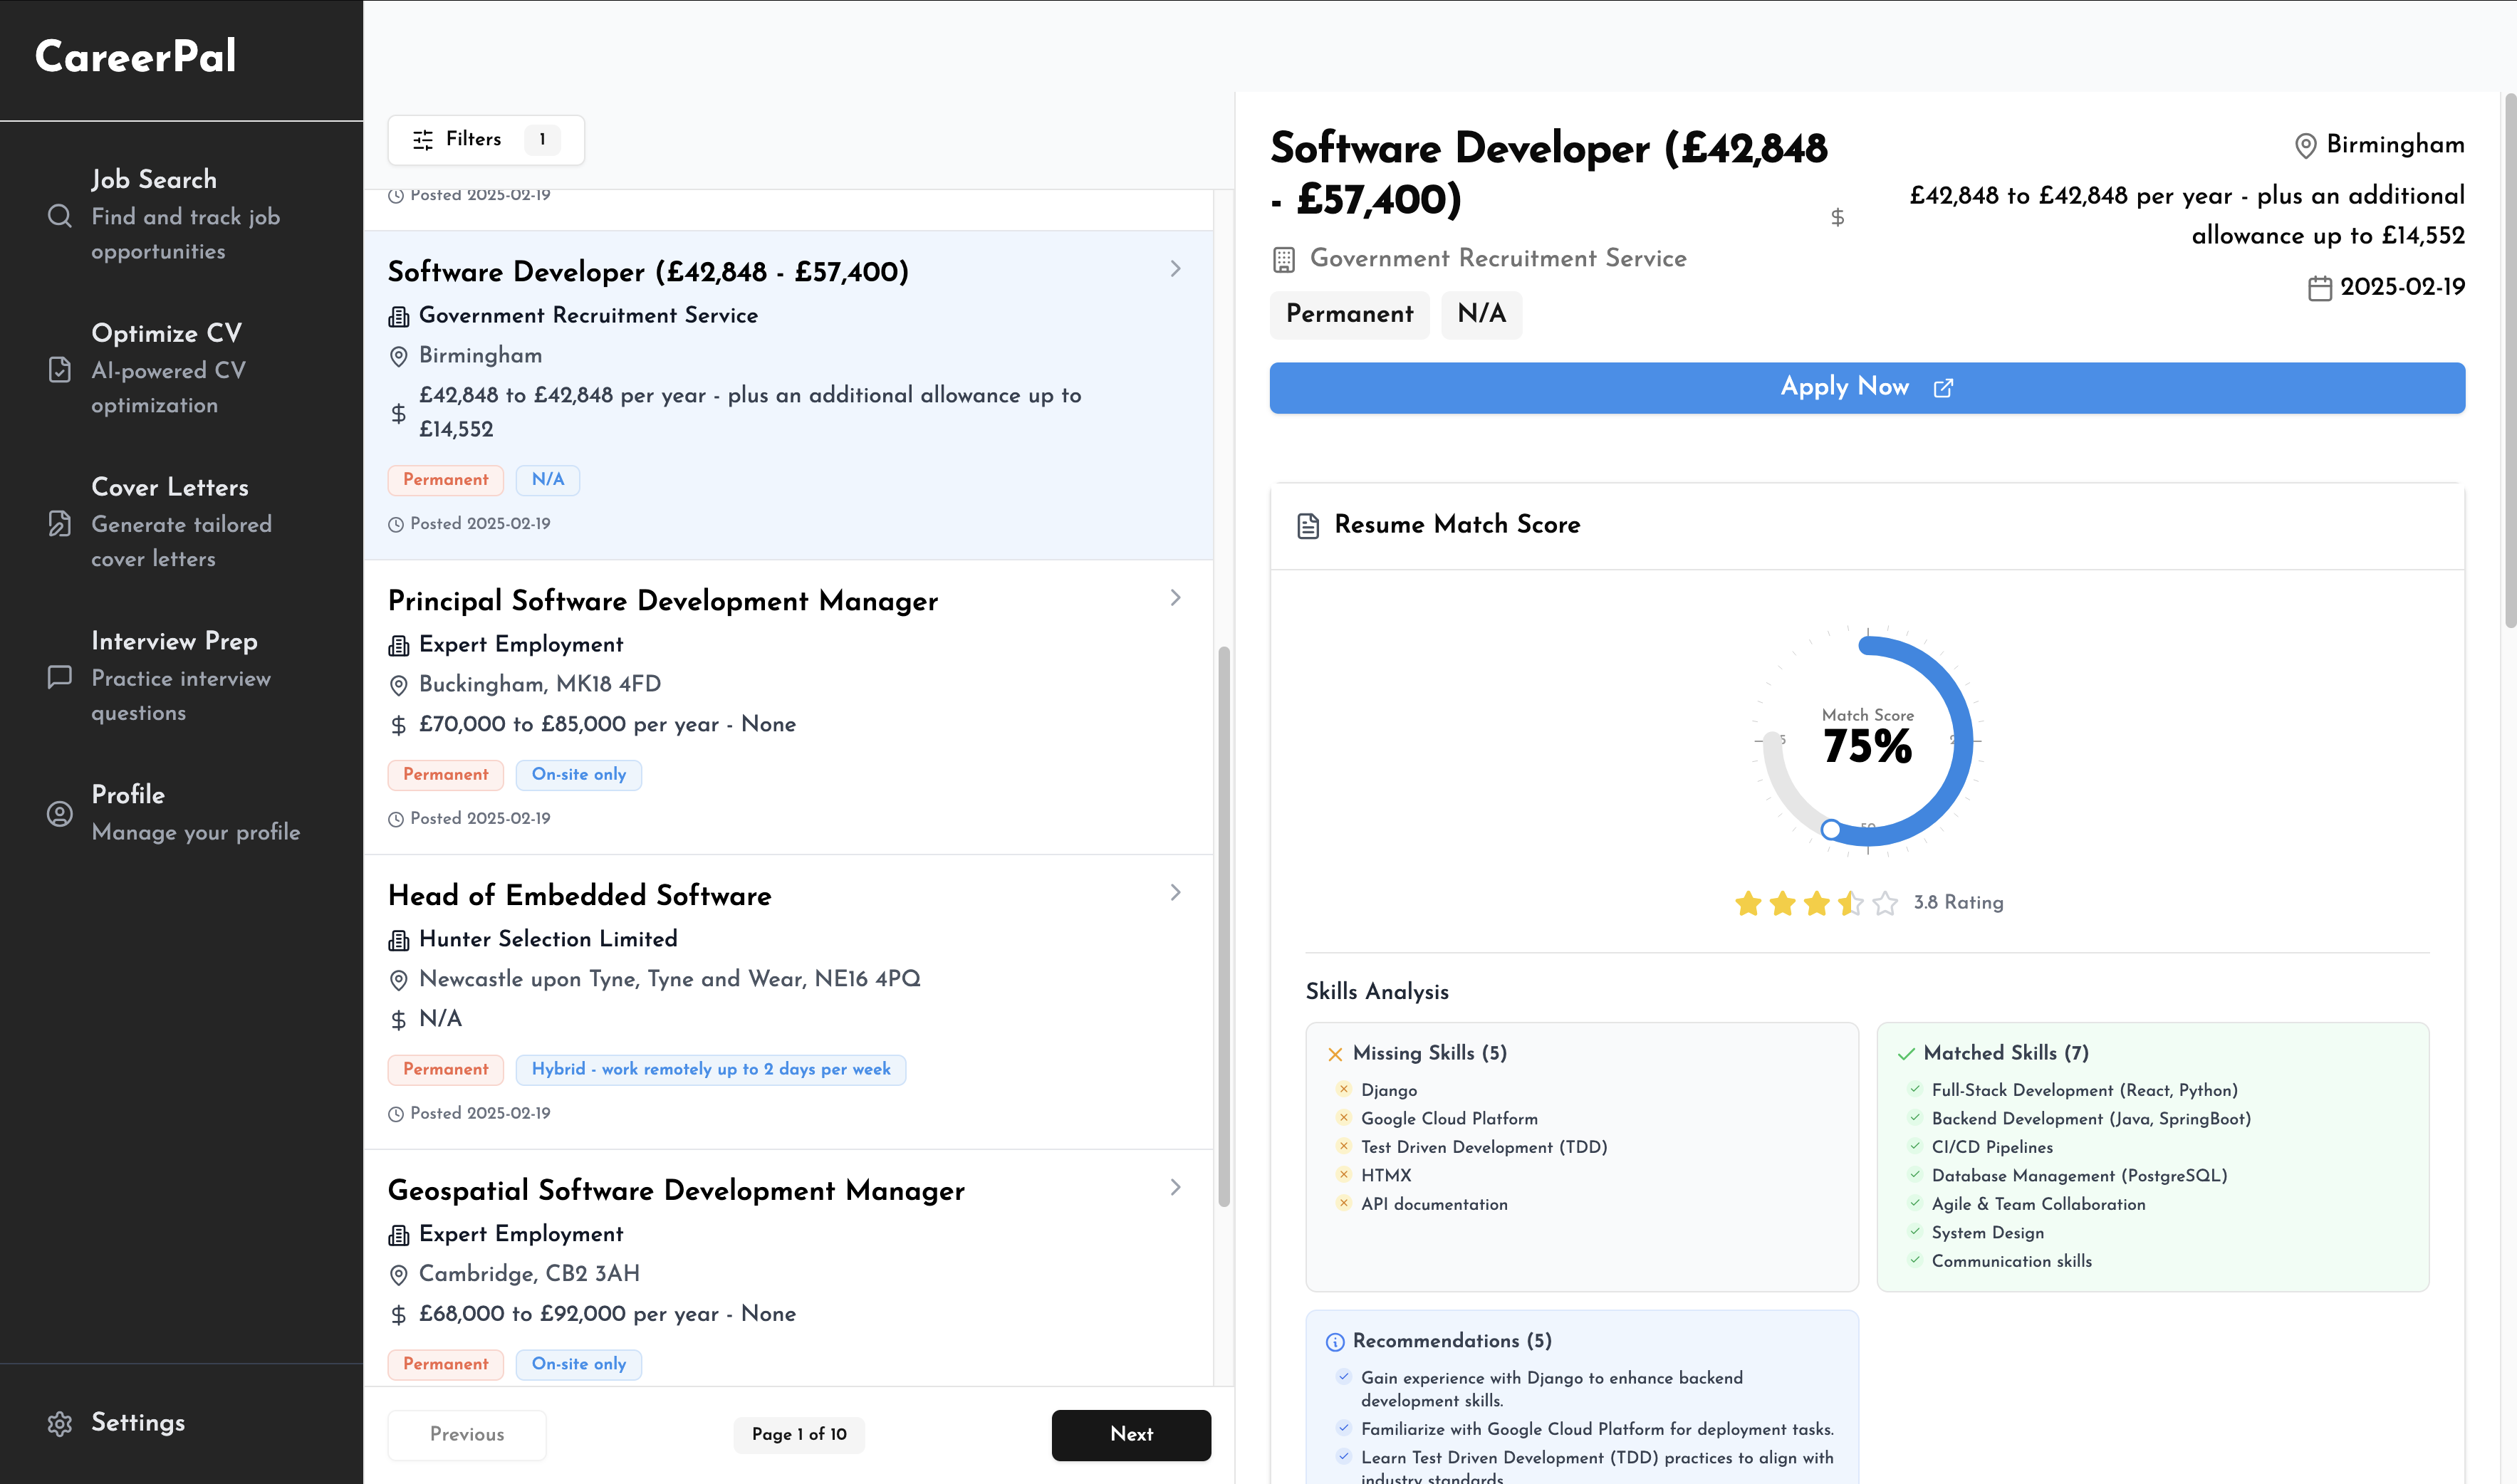 CareerPal
Job Search
Find and track job
opportunities
Optimize CV
AI-powered CV
optimization
Cover Letters
Generate tailored
cover letters
Interview Prep
Practice interview
questions
Profile
Manage your profile
Settings
Filters 1
Posted 2025-02-19
Software Developer (£42,848 - £57,400)
Government Recruitment Service
Birmingham
£42,848 to £42,848 per year - plus an additional allowance up to
£14,552
Permanent N/A
Posted 2025-02-19
Principal Software Development Manager
Expert Employment
Buckingham, MK18 4FD
£70,000 to £85,000 per year - None
Permanent On-site only
Posted 2025-02-19
Head of Embedded Software
Hunter Selection Limited
Newcastle upon Tyne, Tyne and Wear, NE16 4PQ
N/A
Permanent Hybrid - work remotely up to 2 days per week
Posted 2025-02-19
Geospatial Software Development Manager
Expert Employment
Cambridge, CB2 3AH
£68,000 to £92,000 per year - None
Permanent On-site only
Previous Page 1 of 10 Next
Software Developer (£42,848
- £57,400)
Government Recruitment Service
Permanent N/A
Birmingham
£42,848 to £42,848 per year - plus an additional
allowance up to £14,552
2025-02-19
Apply Now
Resume Match Score
Match Score
75%
50
3.8 Rating
Skills Analysis
Missing Skills (5)
Django
Google Cloud Platform
Test Driven Development (TDD)
HTMX
API documentation
Matched Skills (7)
Full-Stack Development (React, Python)
Backend Development (Java, SpringBoot)
CI/CD Pipelines
Database Management (PostgreSQL)
Agile & Team Collaboration
System Design
Communication skills
Recommendations (5)
Gain experience with Django to enhance backend
development skills.
Familiarize with Google Cloud Platform for deployment tasks.
Learn Test Driven Development (TDD) practices to align with
industry standards.